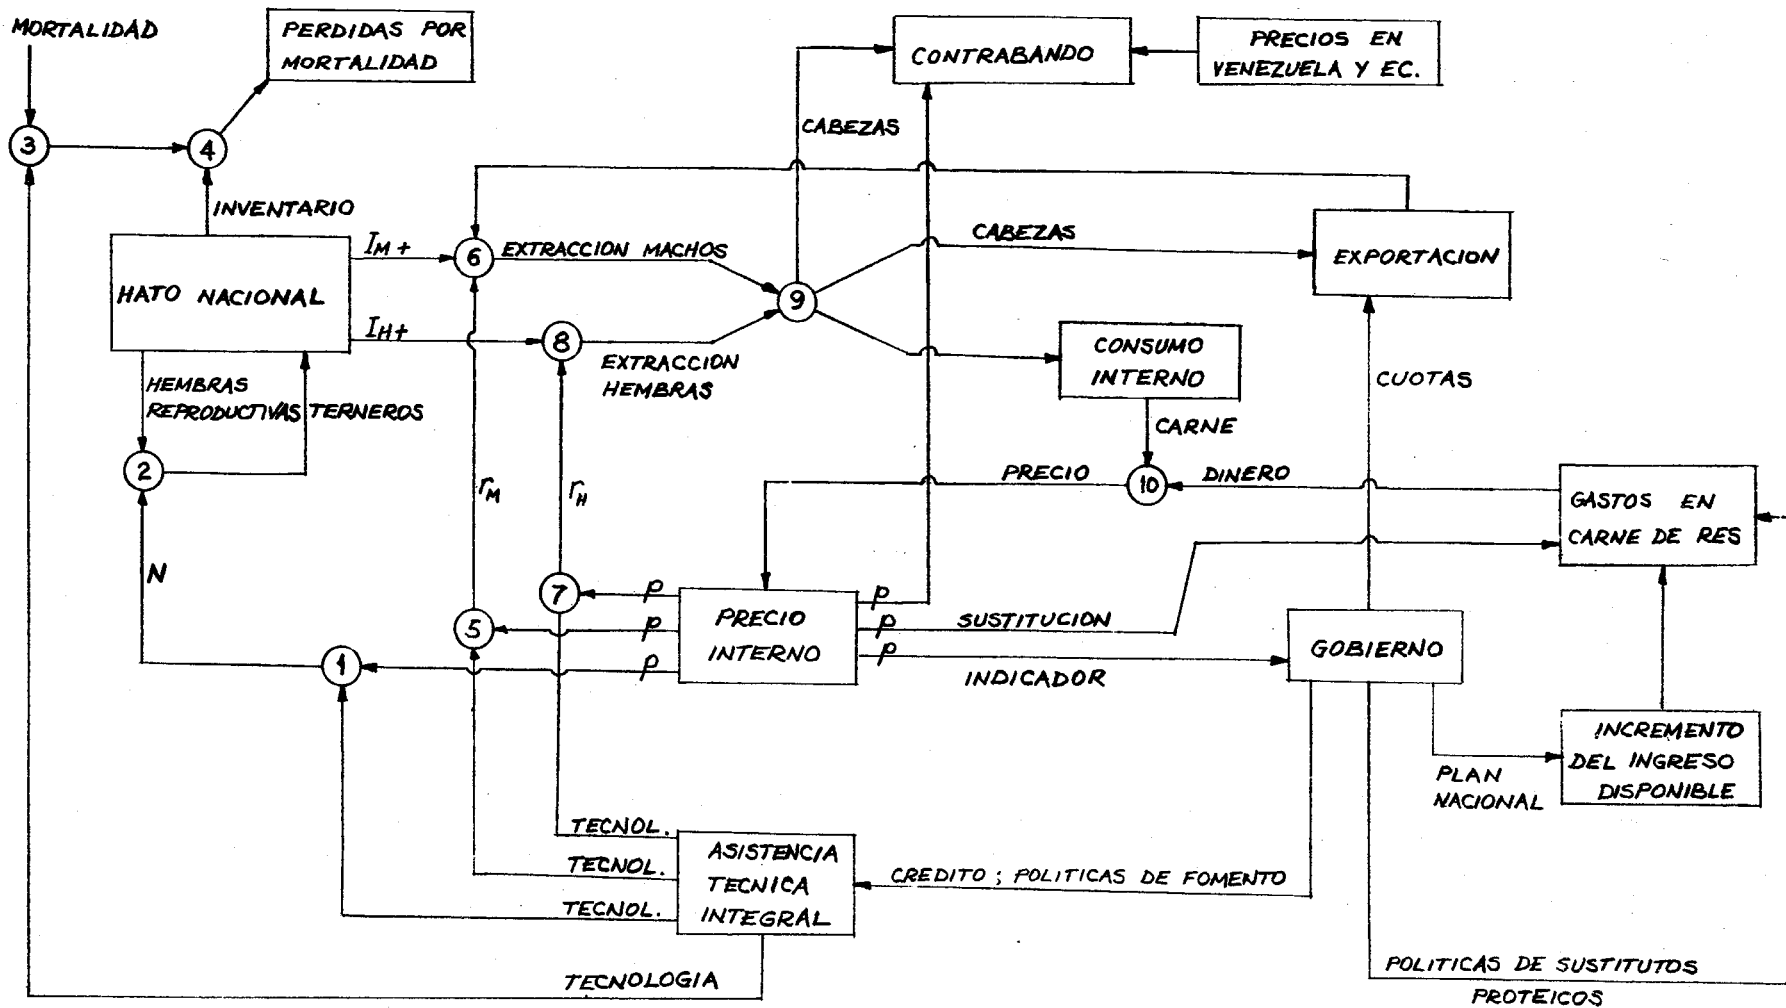 MORTALIDAD
PERDIDAS POR
MORTALIDAD
CONTRABANDO
PRECIOS EN
VENEZUELA Y EC.
3
4
CABEZAS
INVENTARIO
HATO NACIONAL
IM+
6
EXTRACCION MACHOS
CABEZAS
EXPORTACION
9
IH+
8
EXTRACCION
HEMBRAS
CONSUMO
INTERNO
CUOTAS
HEMBRAS
REPRODUCTIVAS
TERNEROS
CARNE
2
rM
rH
PRECIO
10
DINERO
GASTOS EN
CARNE DE RES
N
7
P
P
5
P
PRECIO
INTERNO
P
SUSTITUCION
1
P
P
INDICADOR
GOBIERNO
INCREMENTO
DEL INGRESO
DISPONIBLE
PLAN
NACIONAL
TECNOL.
TECNOL.
TECNOL.
ASISTENCIA
TECNICA
INTEGRAL
CREDITO ; POLITICAS DE FOMENTO
TECNOLOGIA
POLITICAS DE SUSTITUTOS
PROTEICOS